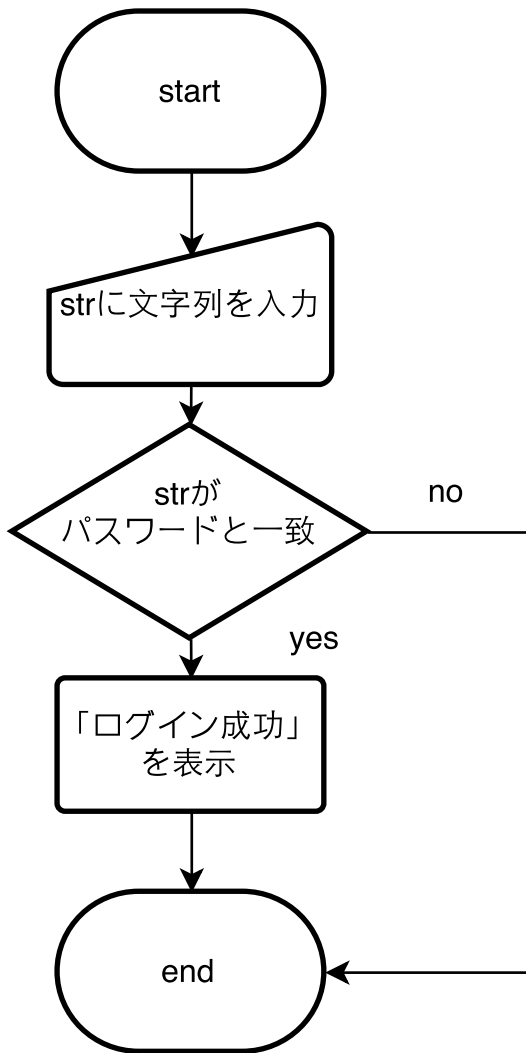 start
strに文字列を入力
strが
パスワードと一致
no
yes
「ログイン成功」
を表示
end